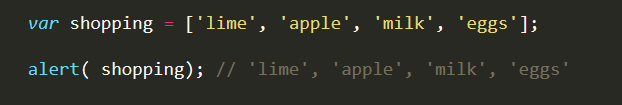 var shopping = ['lime', 'apple', 'milk', 'eggs'];
alert( shopping); // 'lime', 'apple', 'milk', 'eggs'